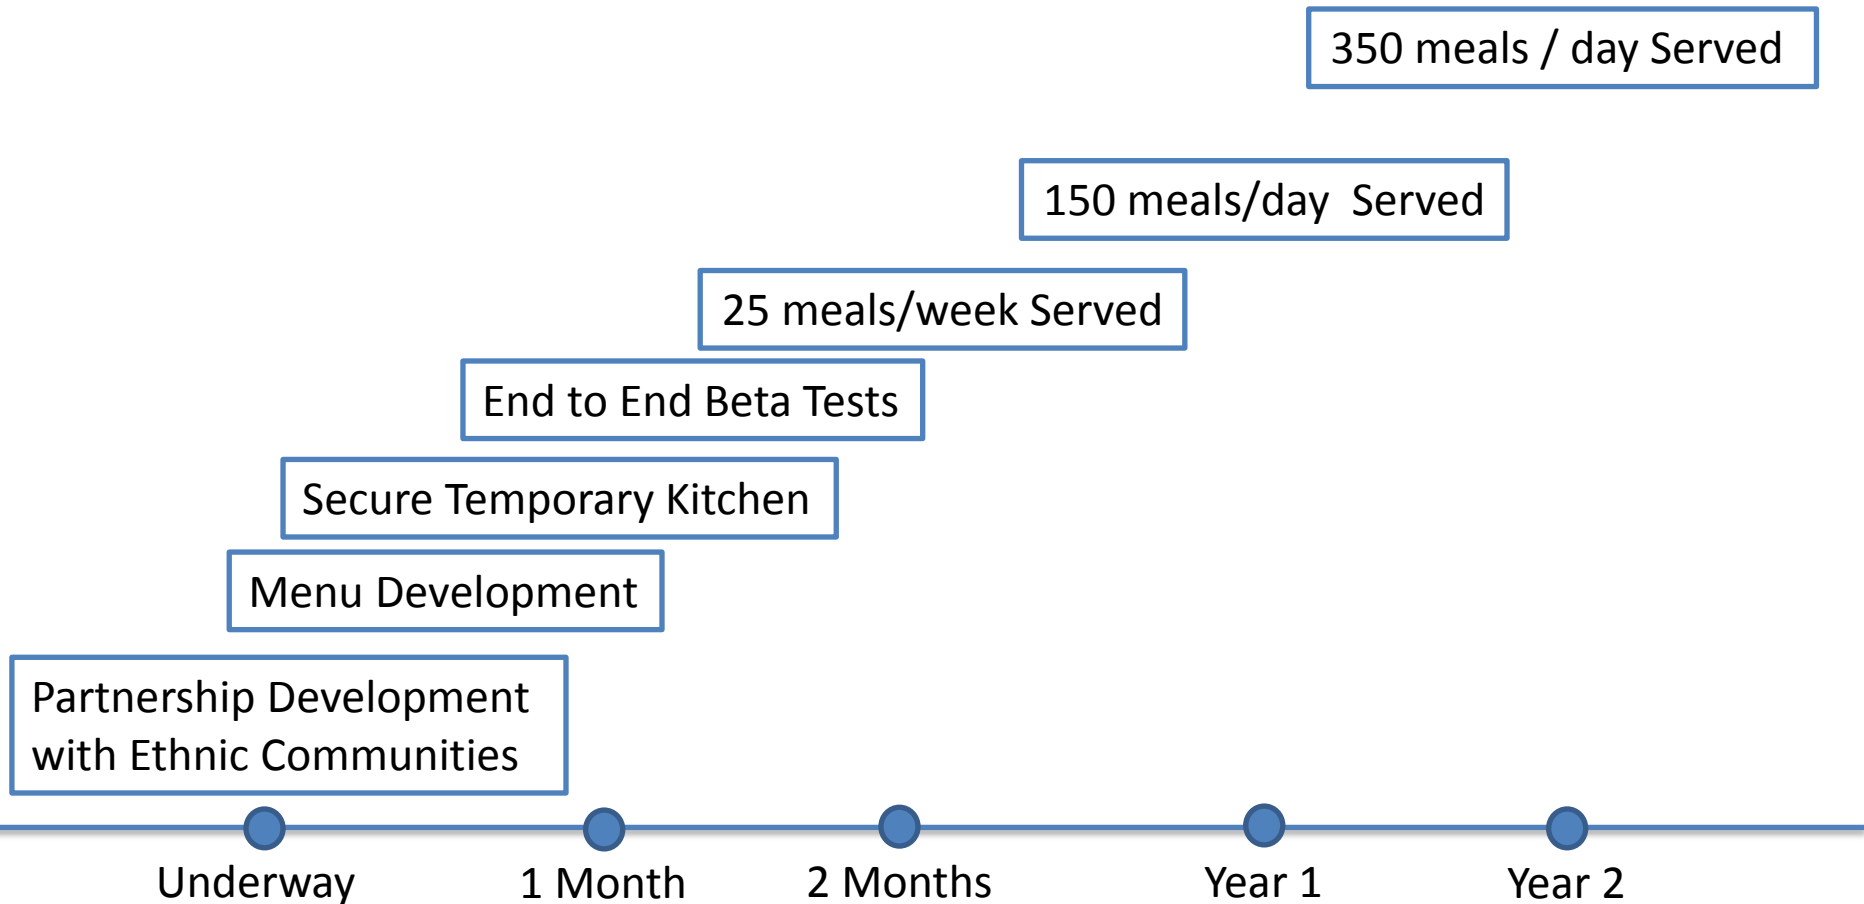 350 meals / day Served
150 meals/day  Served
25 meals/week Served
End to End Beta Tests
Secure Temporary Kitchen
Menu Development
Partnership Development
with Ethnic Communities
Underway
1 Month
2 Months
Year 1
Year 2